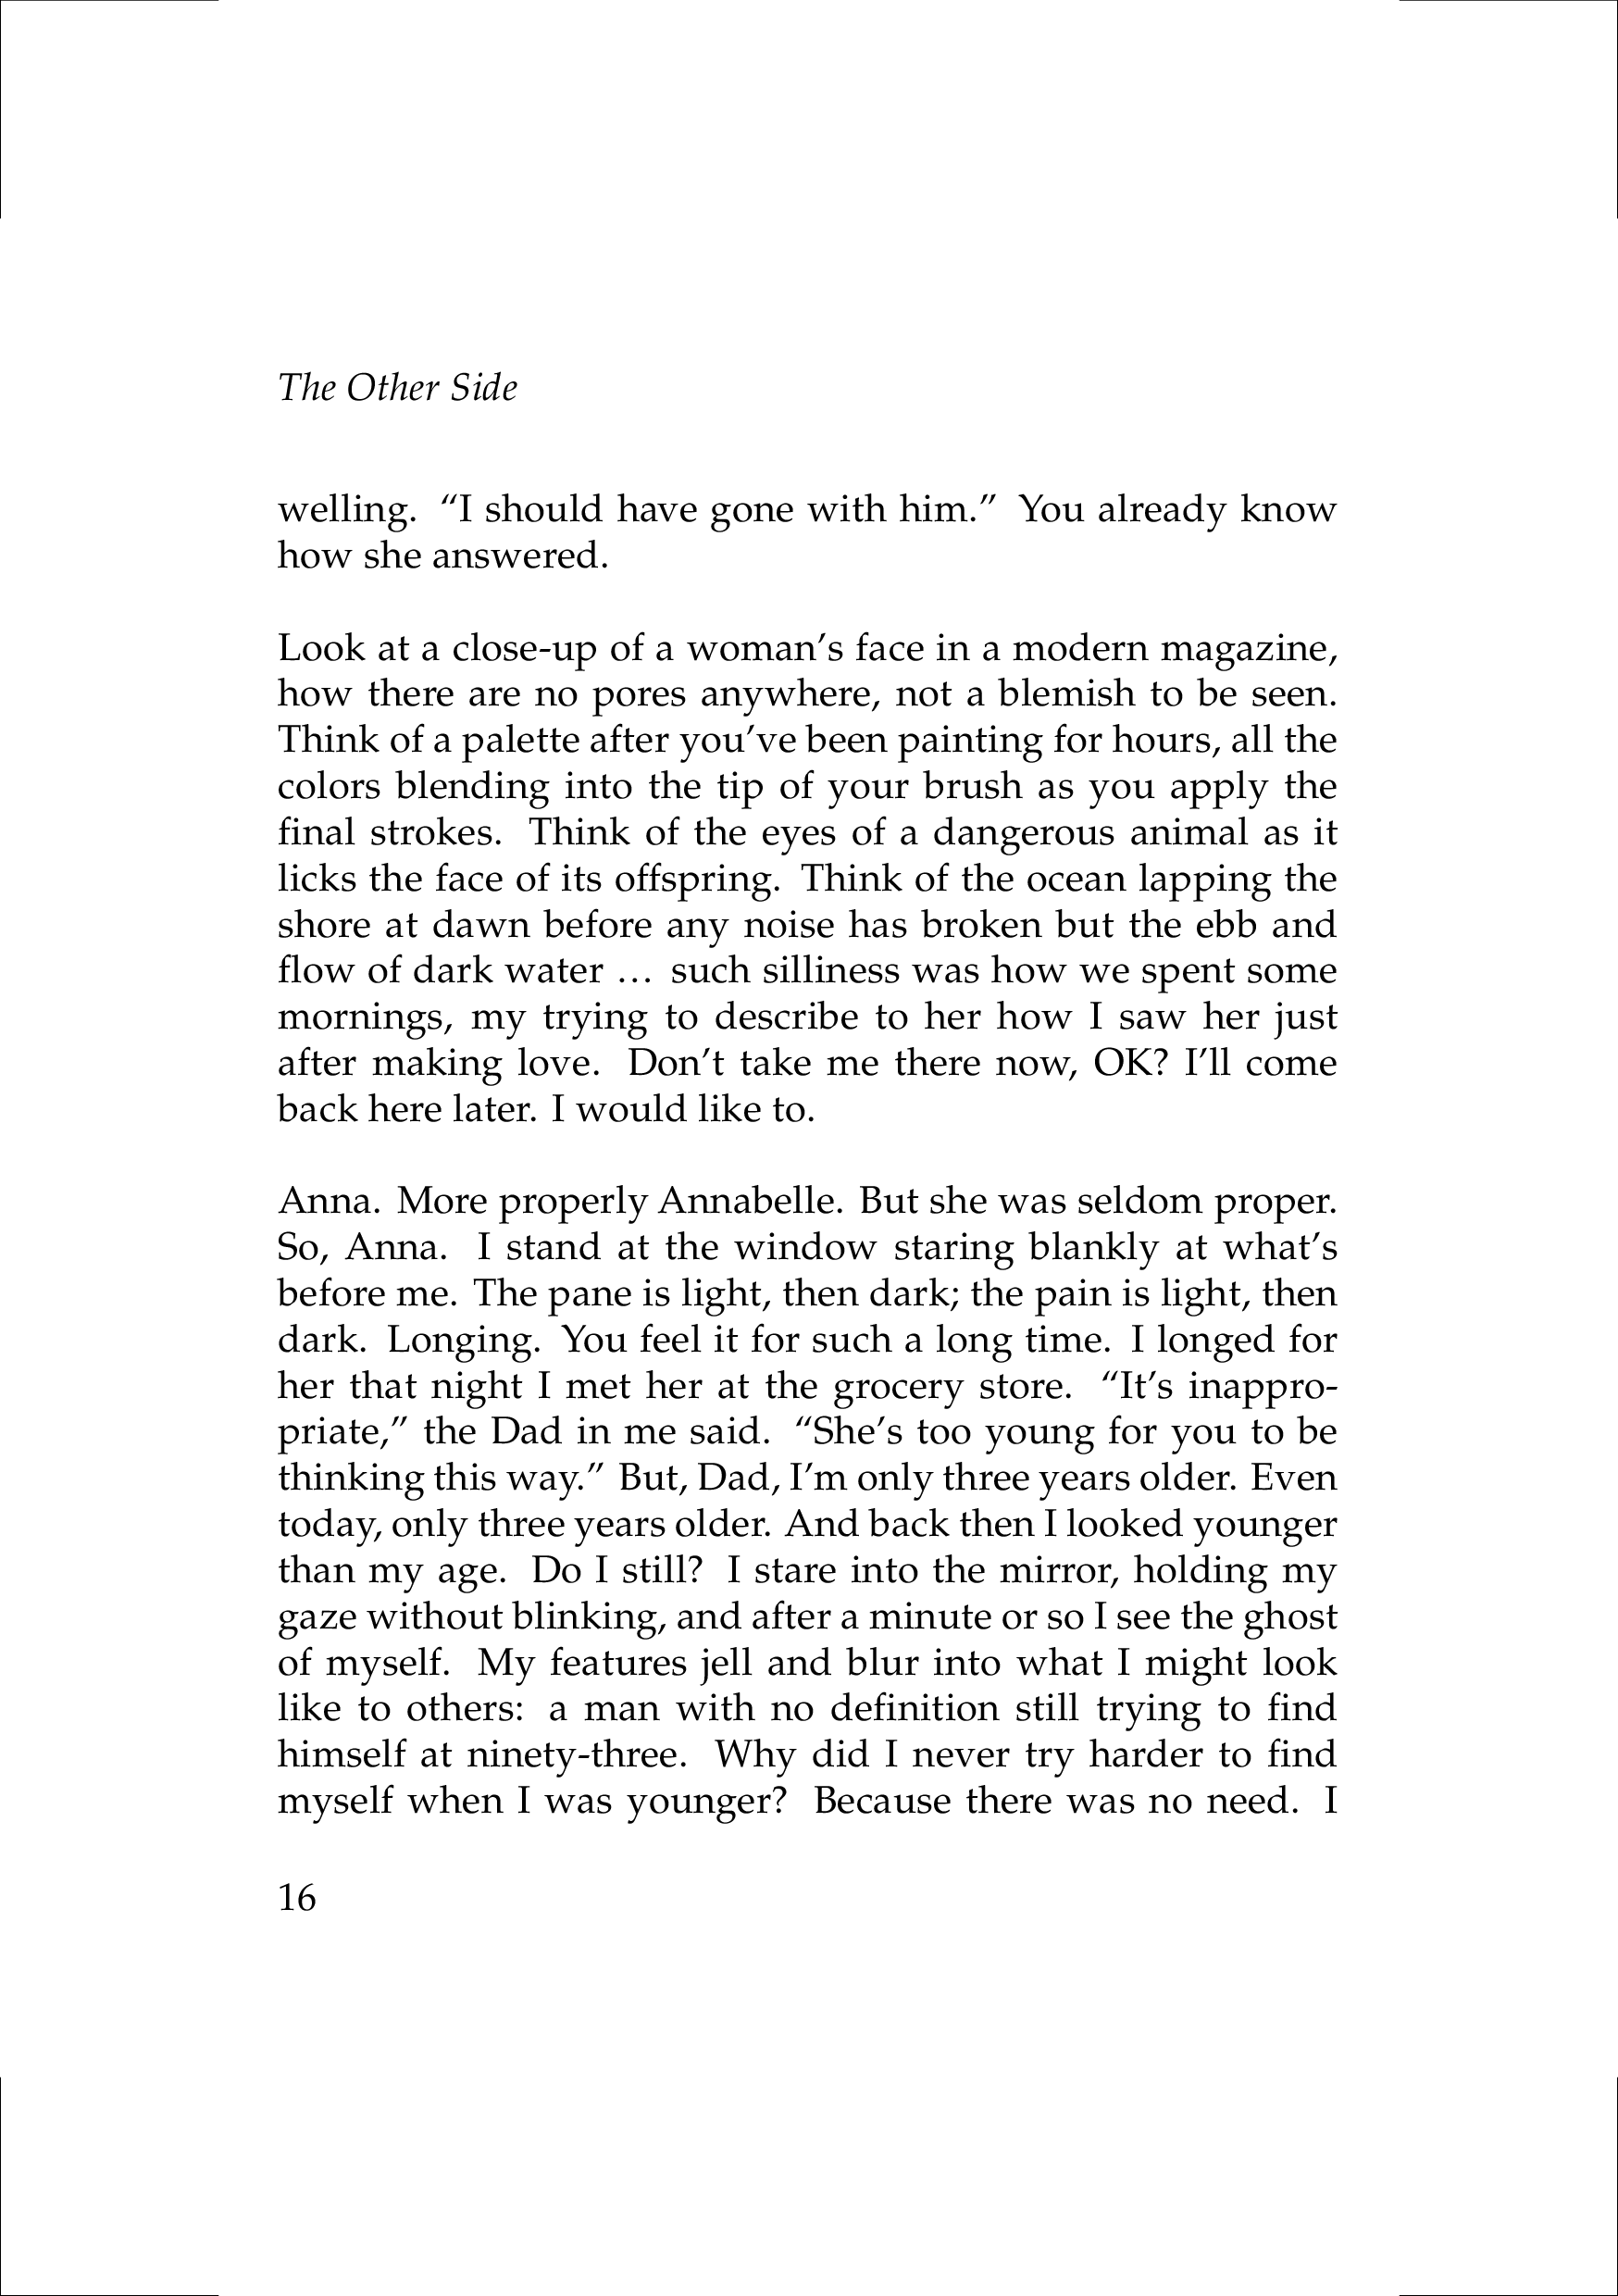 The Other Side
welling. “I should have gone with him.” You already know
how she answered.
Look at a close-up of a woman’s face in a modern magazine,
how there are no pores anywhere, not a blemish to be seen.
Think of a palette after you’ve been painting for hours, all the
colors blending into the tip of your brush as you apply the
final strokes. Think of the eyes of a dangerous animal as it
licks the face of its offspring. Think of the ocean lapping the
shore at dawn before any noise has broken but the ebb and
flow of dark water … such silliness was how we spent some
mornings, my trying to describe to her how I saw her just
after making love. Don’t take me there now, OK? I’ll come
back here later. I would like to.
Anna. More properly Annabelle. But she was seldom proper.
So, Anna. I stand at the window staring blankly at what’s
before me. The pane is light, then dark; the pain is light, then
dark. Longing. You feel it for such a long time. I longed for
her that night I met her at the grocery store. “It’s inappro-
priate,” the Dad in me said. “She’s too young for you to be
thinking this way.” But, Dad, I’m only three years older. Even
today, only three years older. And back then I looked younger
than my age. Do I still? I stare into the mirror, holding my
gaze without blinking, and after a minute or so I see the ghost
of myself. My features jell and blur into what I might look
like to others: a man with no definition still trying to find
himself at ninety-three. Why did I never try harder to find
myself when I was younger? Because there was no need. I
16